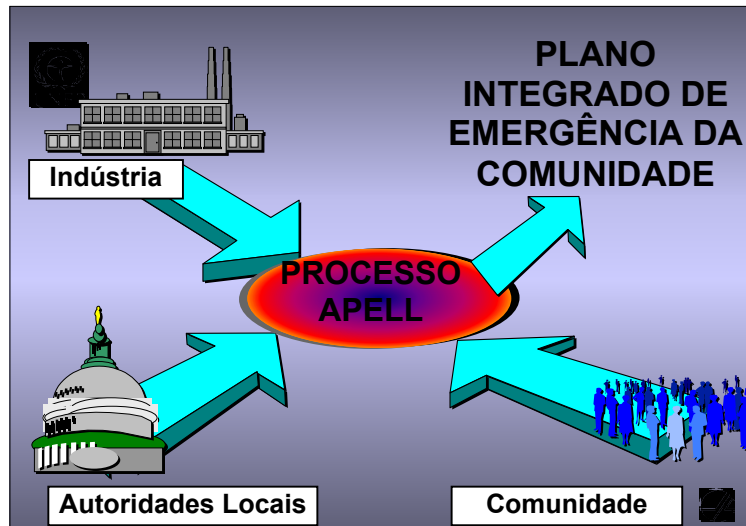 PLANO
INTEGRADO DE
EMERGÊNCIA DA
COMUNIDADE
Indústria
PROCESSO
APELL
Autoridades Locais
Comunidade